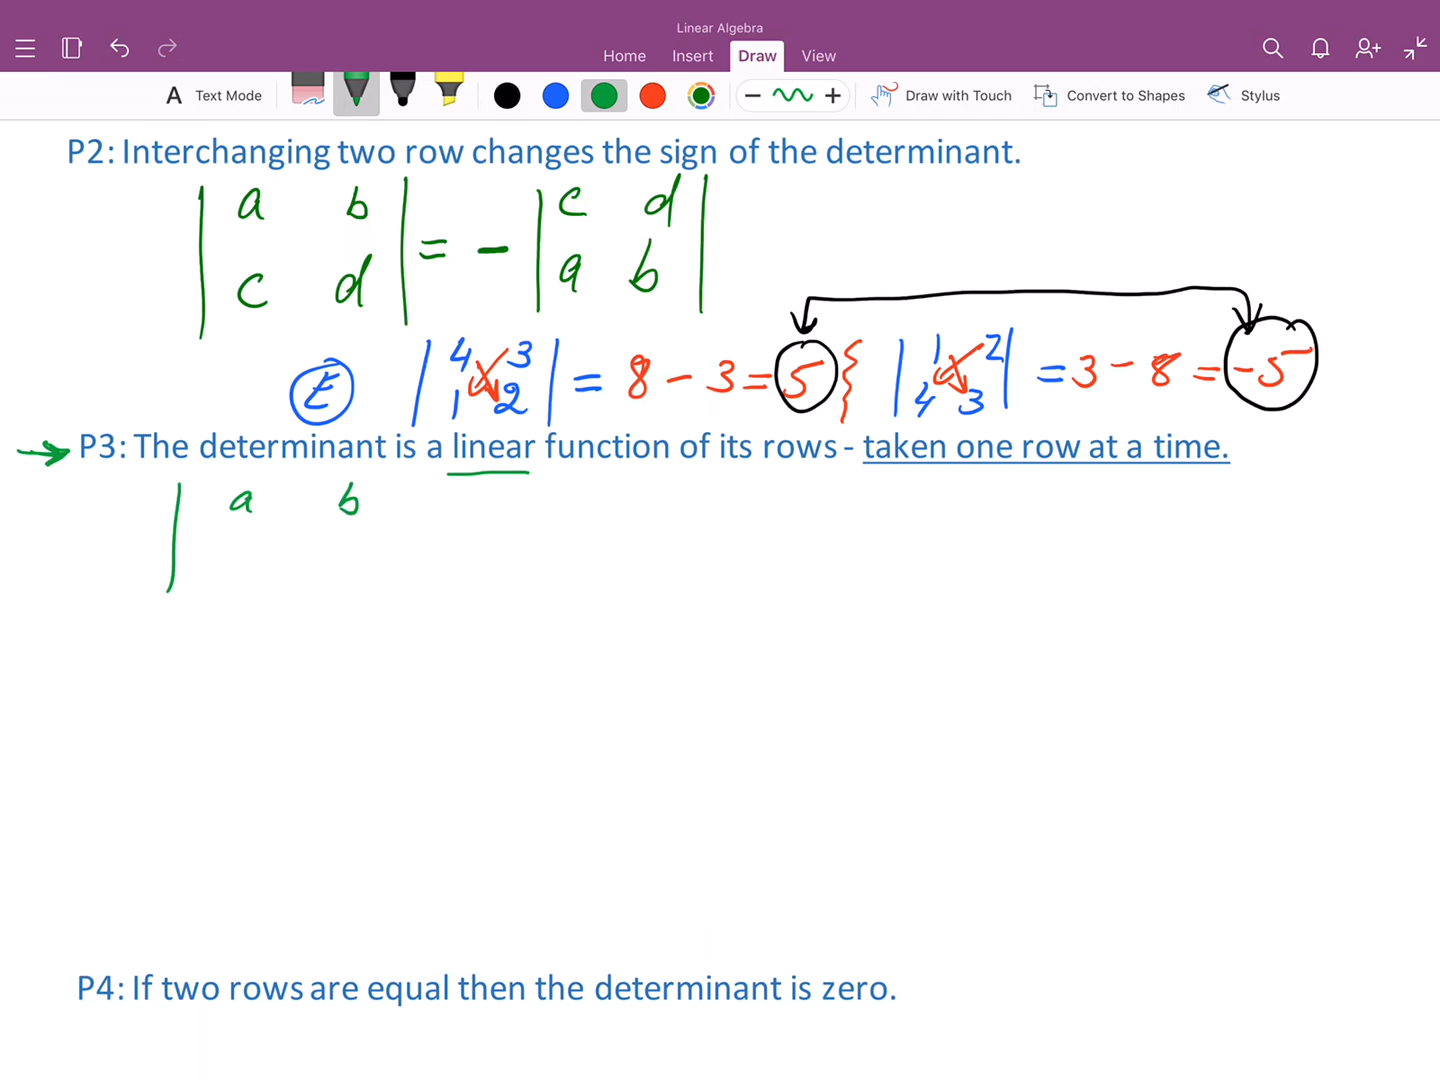 Linear Algebra
Home Insert Draw View
A Text Mode Draw with Touch Convert to Shapes Stylus
P2: Interchanging two row changes the sign of the determinant.
| a b | = - | c d |
| c d | | a b |
E | 4 3 | = 8 - 3 = 5 { | 1 2 | = 3 - 8 = -5
| 1 2 | | 4 3 |
P3: The determinant is a linear function of its rows - taken one row at a time.
| a b
P4: If two rows are equal then the determinant is zero.